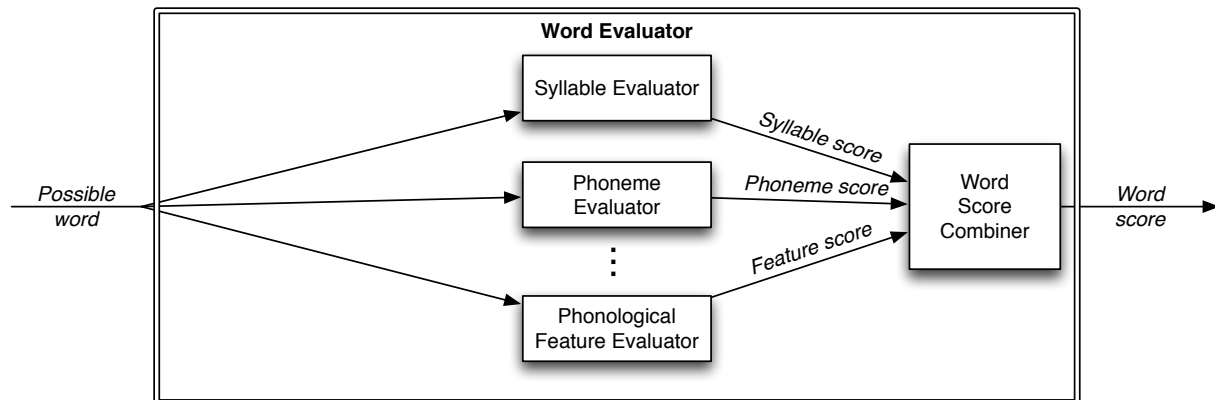 Word Evaluator
Syllable Evaluator
Syllable score
Possible
word
Phoneme
Evaluator
Phoneme score
Word
Score
Combiner
Word
score
Feature score
Phonological
Feature Evaluator